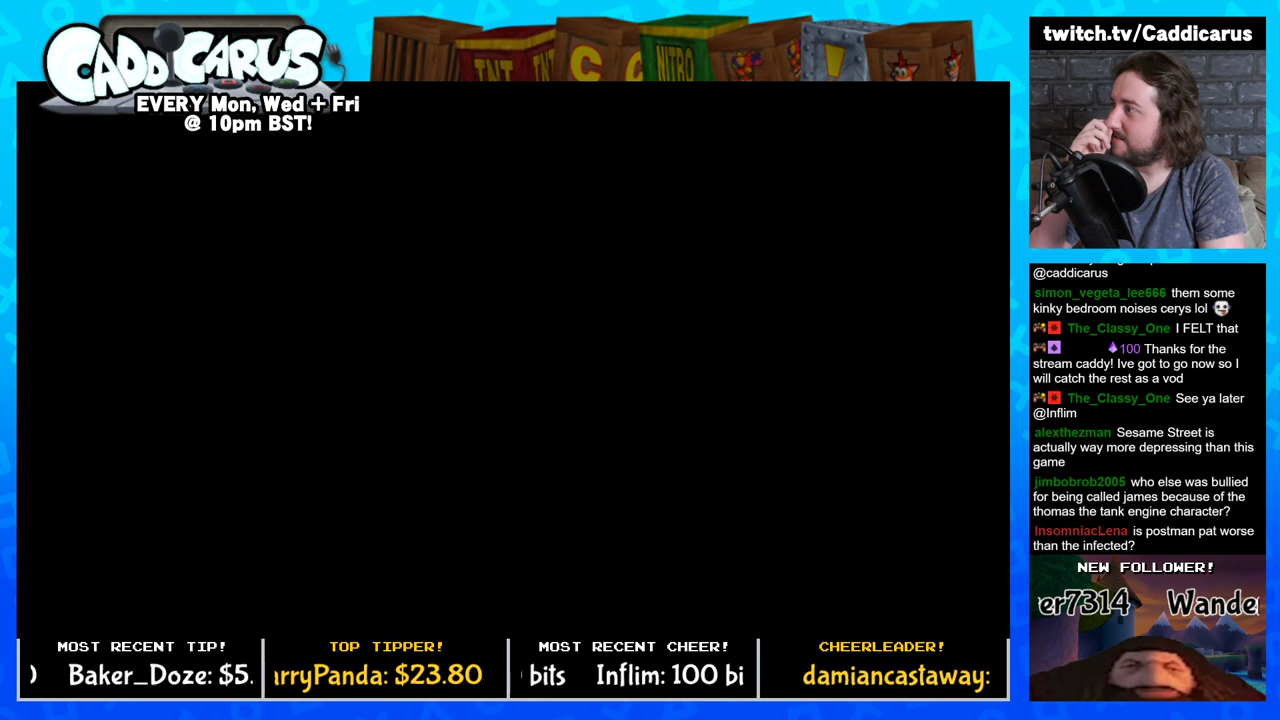 CADDICARUS
EVERY Mon, Wed + Fri
@ 10pm BST!
TNT
TNT
C
C
NITRO
twitch.tv/Caddicarus
@caddicarus
simon_vegeta_lee666 them some
kinky bedroom noises cerys lol
The_Classy_One I FELT that
100 Thanks for the
stream caddy! Ive got to go now so I
will catch the rest as a vod
The_Classy_One See ya later
@Inflim
alexthezman Sesame Street is
actually way more depressing than this
game
jimbobrob2005 who else was bullied
for being called james because of the
thomas the tank engine character?
InsomniacLena is postman pat worse
than the infected?
NEW FOLLOWER!
er7314 Wande
MOST RECENT TIP!
Baker_Doze: $5.
TOP TIPPER!
arryPanda: $23.80
MOST RECENT CHEER!
bits Inflim: 100 bi
CHEERLEADER!
damiancastaway: